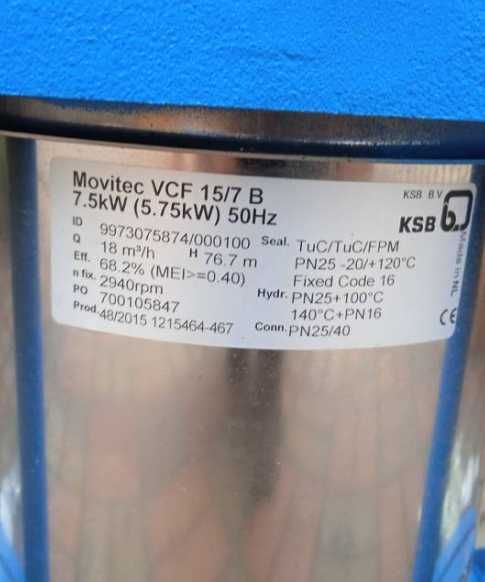 Movitec VCF 15/7 B
7.5kW (5.75kW) 50Hz
ID 9973075874/000100
Q 18 m³/h H 76.7 m
Eff. 68.2% (MEI>=0.40)
n fix. 2940rpm
PO 700105847
Prod. 48/2015 1215464-467
Seal. TuC/TuC/FPM
PN25 -20/+120°C
Fixed Code 16
Hydr. PN25+100°C
140°C+PN16
Conn. PN25/40
KSB B.V
KSB
Made in NL
CE